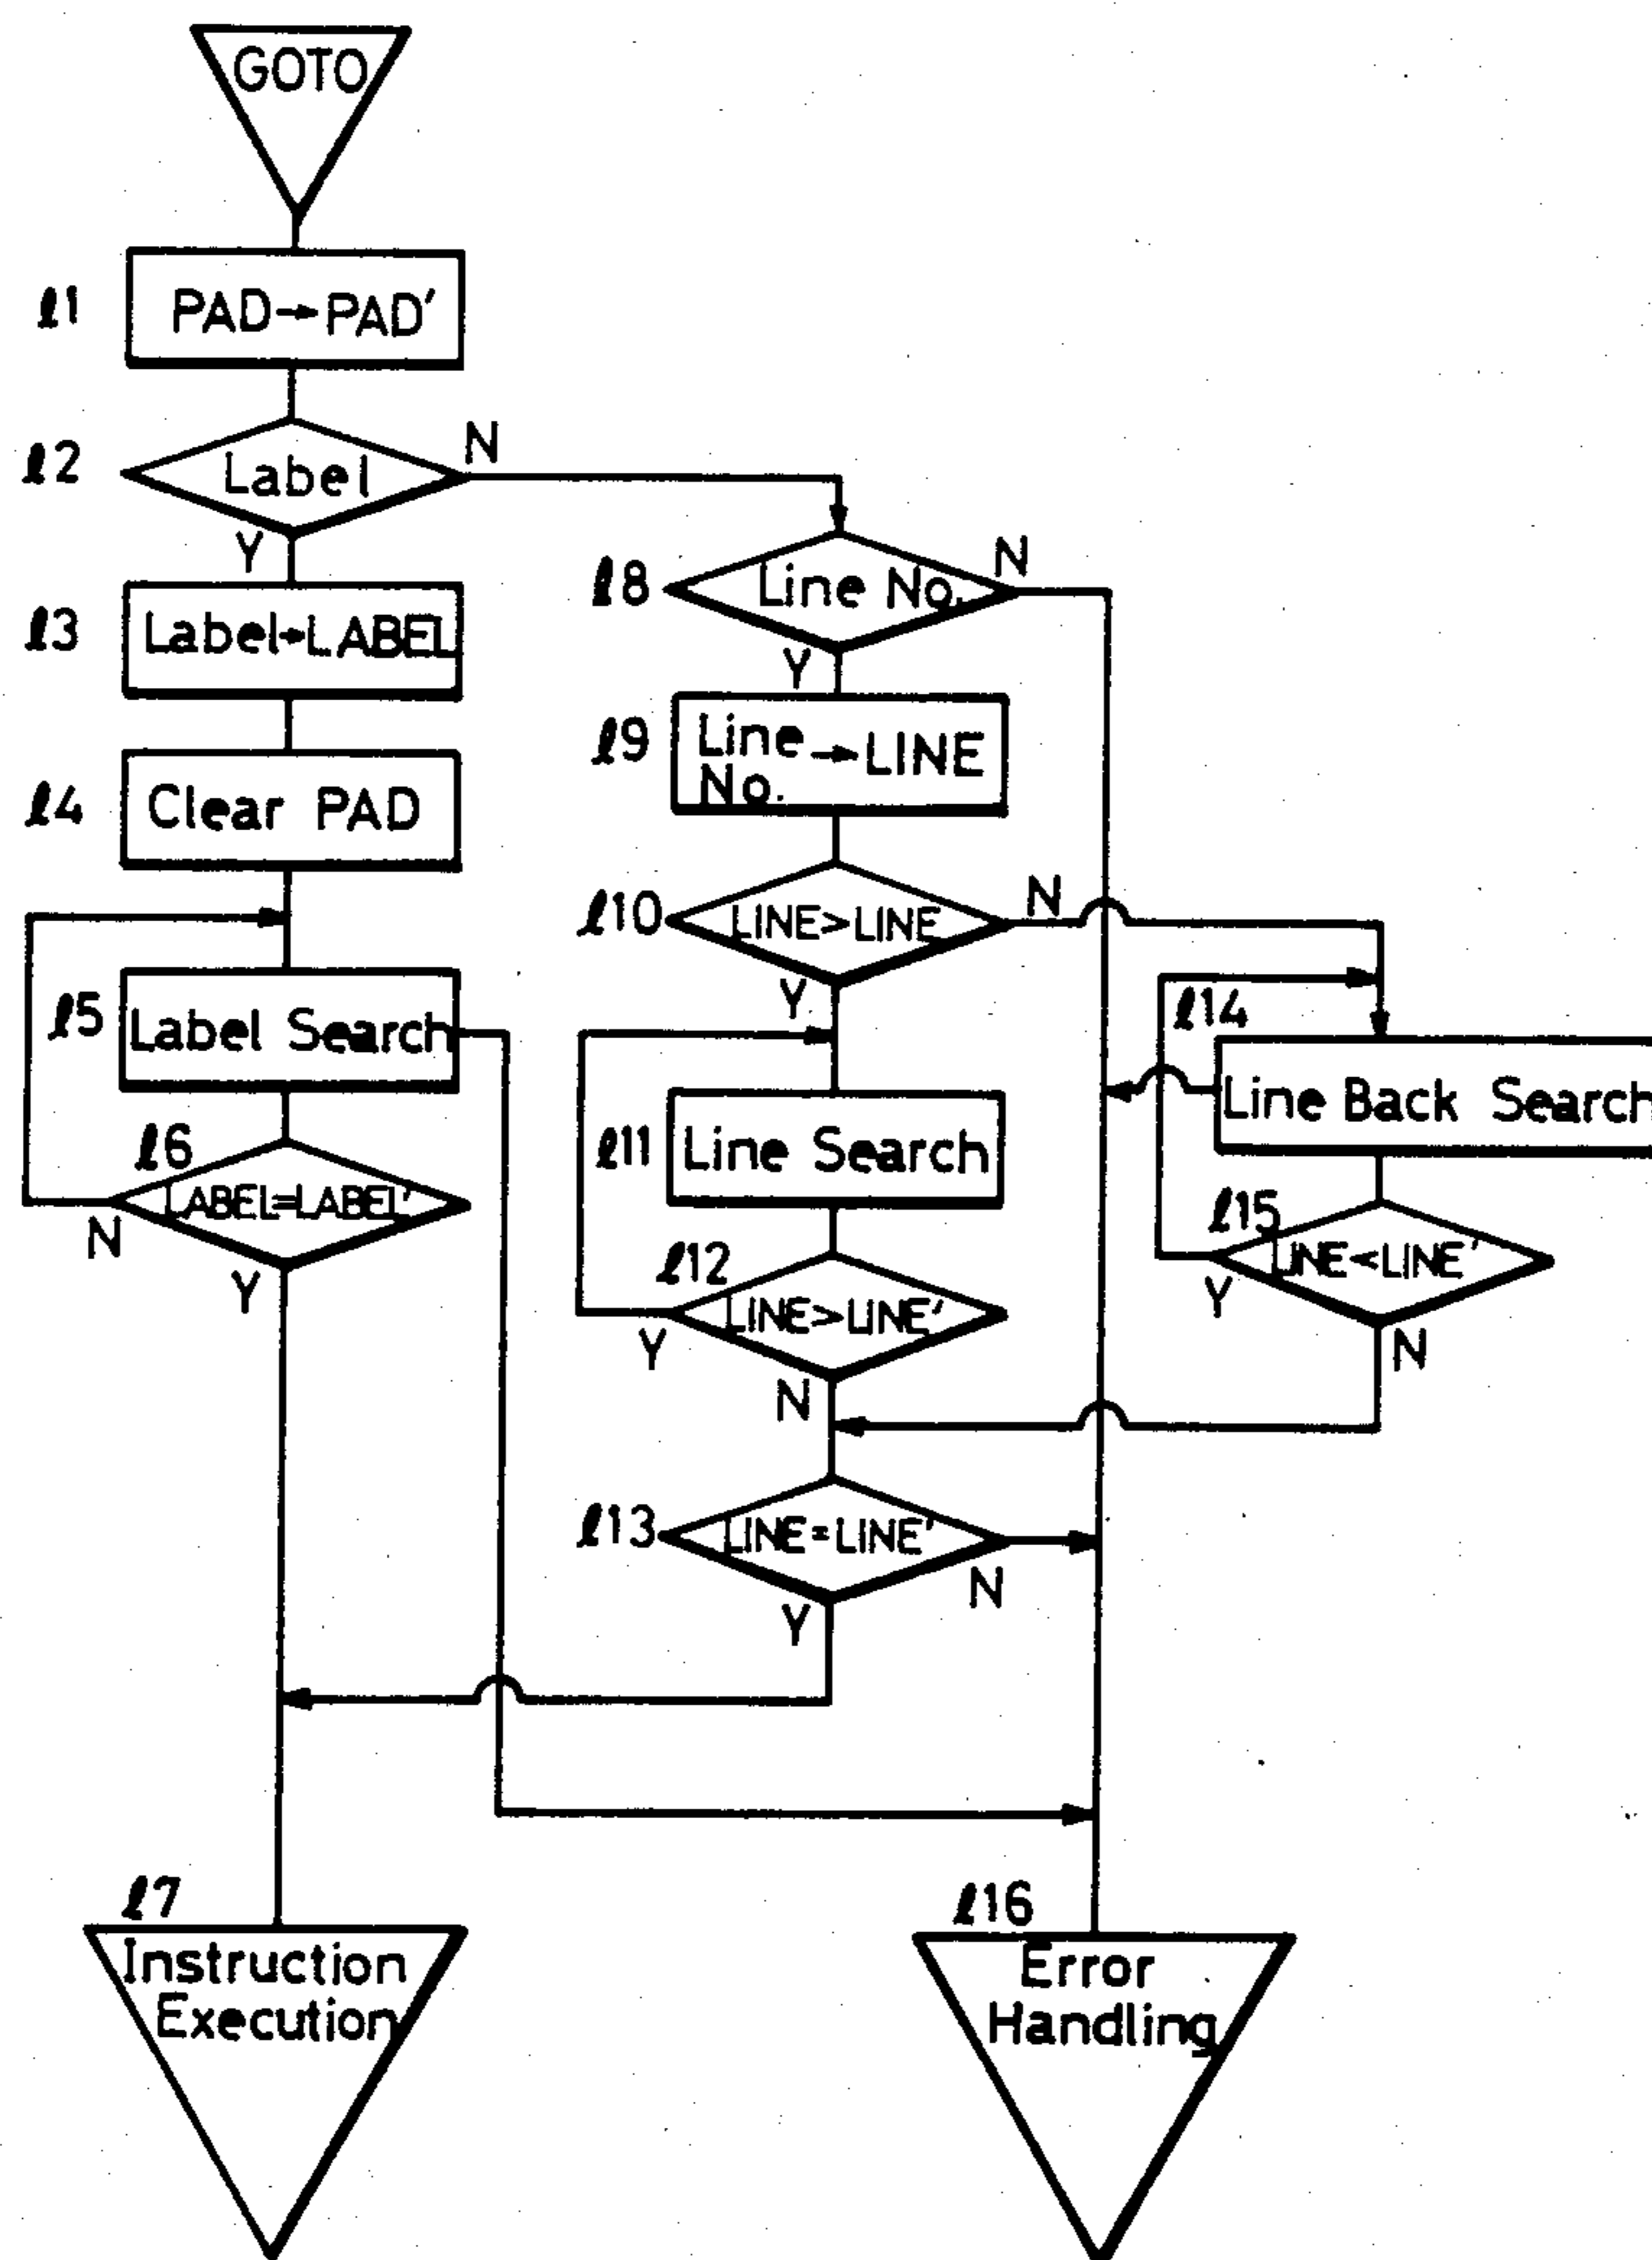 GOTO
ℓ1
PAD→PAD'
ℓ2
Label
N
Y
ℓ3
Label→LABEL
ℓ4
Clear PAD
ℓ5
Label Search
ℓ6
LABEL=LABEL'
N
Y
ℓ8
Line No.
N
Y
ℓ9
Line
No.
→LINE
ℓ10
LINE>LINE
N
Y
ℓ11
Line Search
ℓ12
LINE>LINE'
Y
N
ℓ14
Line Back Search
ℓ15
LINE<LINE'
Y
N
ℓ13
LINE=LINE'
N
Y
ℓ7
Instruction
Execution
ℓ16
Error
Handling